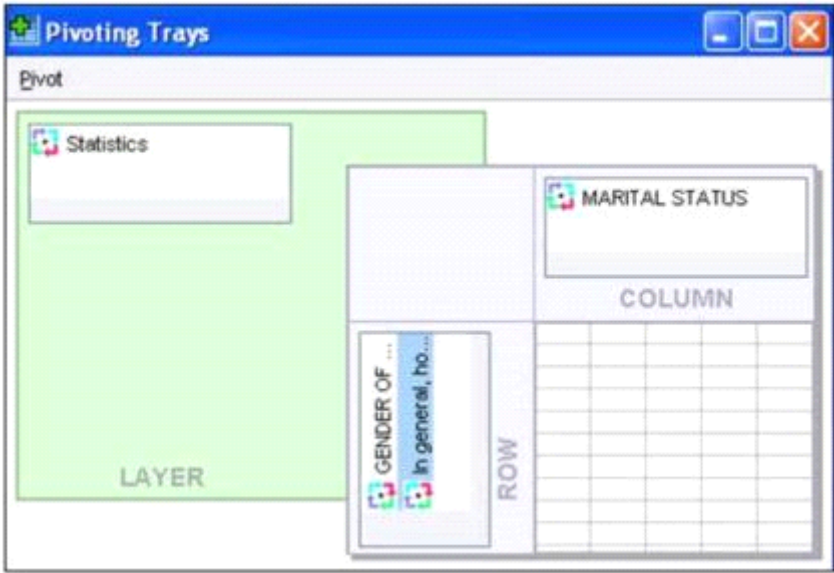 Pivoting Trays
Pivot
Statistics
MARITAL STATUS
COLUMN
GENDER OF ...
In general, ho...
ROW
LAYER